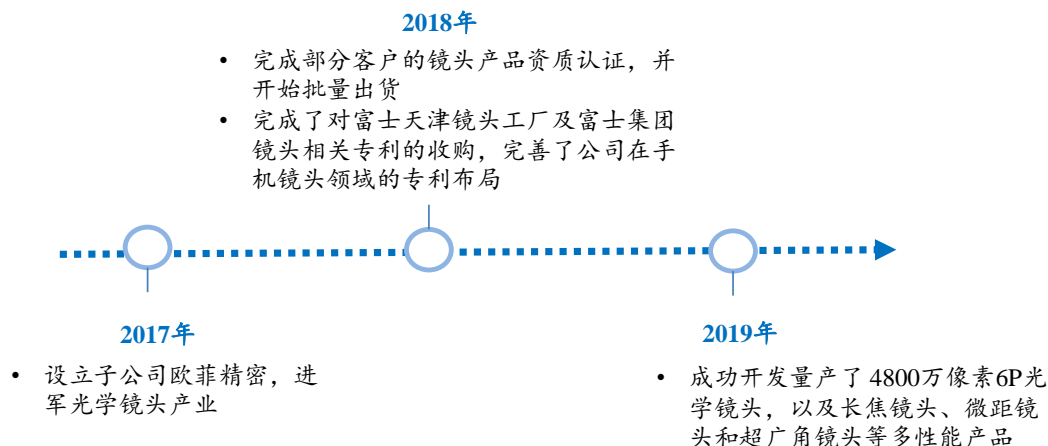 2018年
• 完成部分客户的镜头产品资质认证，并
开始批量出货
• 完成了对富士天津镜头工厂及富士集团
镜头相关专利的收购，完善了公司在手
机镜头领域的专利布局
2017年
• 设立子公司欧菲精密，进
军光学镜头产业
2019年
• 成功开发量产了 4800万像素6P光
学镜头，以及长焦镜头、微距镜
头和超广角镜头等多性能产品